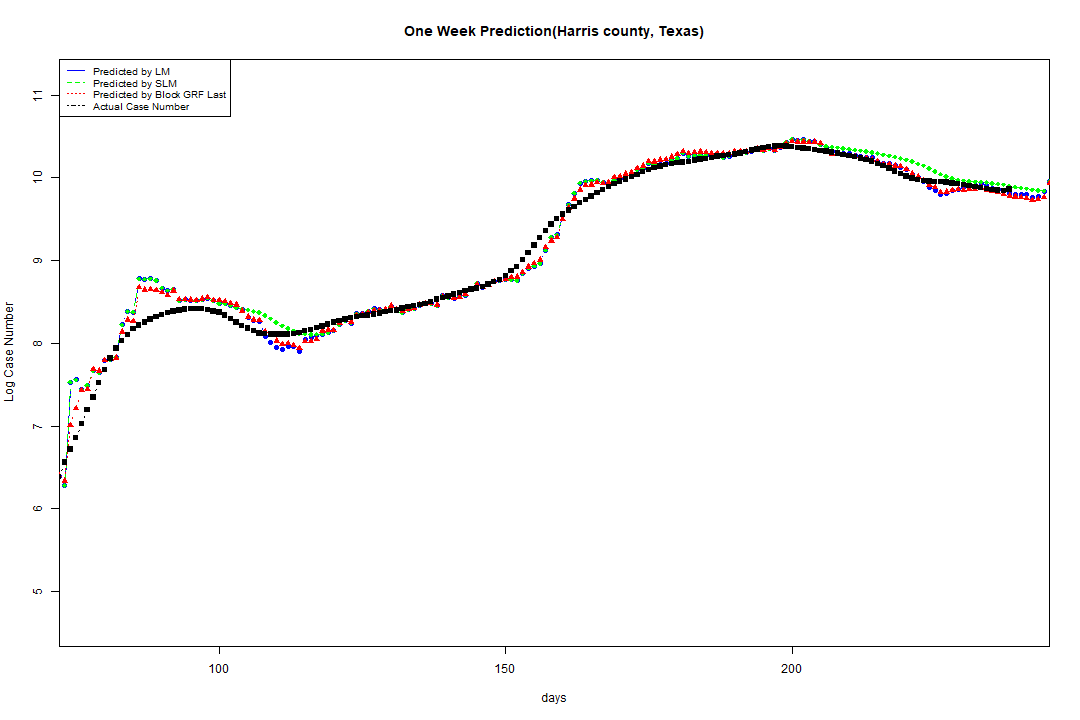 One Week Prediction(Harris county, Texas)
Predicted by LM
Predicted by SLM
Predicted by Block GRF Last
Actual Case Number
11
10
9
8
7
6
5
Log Case Number
100
150
200
days